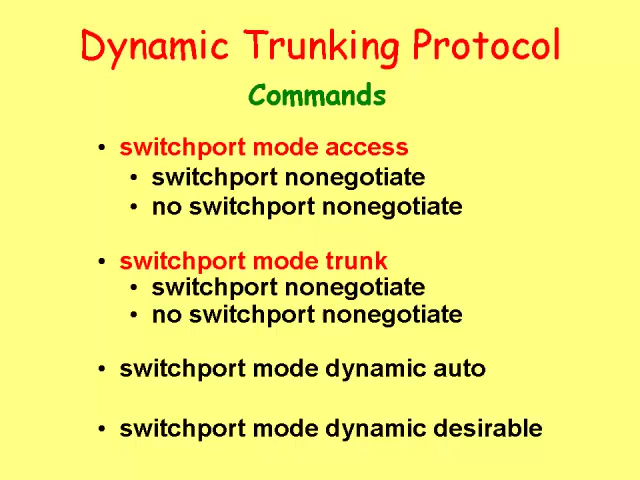 Dynamic Trunking Protocol
Commands
• switchport mode access
• switchport nonegotiate
• no switchport nonegotiate
• switchport mode trunk
• switchport nonegotiate
• no switchport nonegotiate
• switchport mode dynamic auto
• switchport mode dynamic desirable